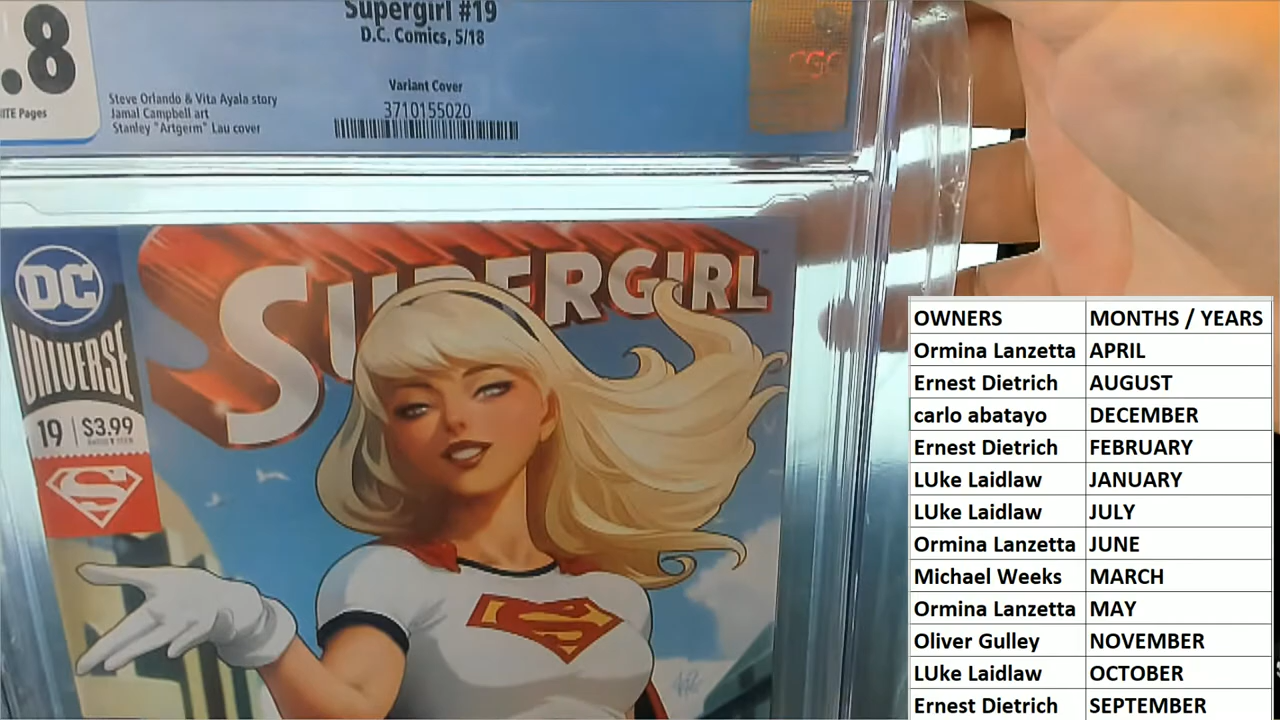 .8
ITE Pages
Supergirl #19
D.C. Comics, 5/18
Variant Cover
3710155020
Steve Orlando & Vita Ayala story
Jamal Campbell art
Stanley "Artgerm" Lau cover
CGC
DC
UNIVERSE
19 $3.99
SUPERGIRL
OWNERS MONTHS / YEARS
Ormina Lanzetta APRIL
Ernest Dietrich AUGUST
carlo abatayo DECEMBER
Ernest Dietrich FEBRUARY
LUke Laidlaw JANUARY
LUke Laidlaw JULY
Ormina Lanzetta JUNE
Michael Weeks MARCH
Ormina Lanzetta MAY
Oliver Gulley NOVEMBER
LUke Laidlaw OCTOBER
Ernest Dietrich SEPTEMBER